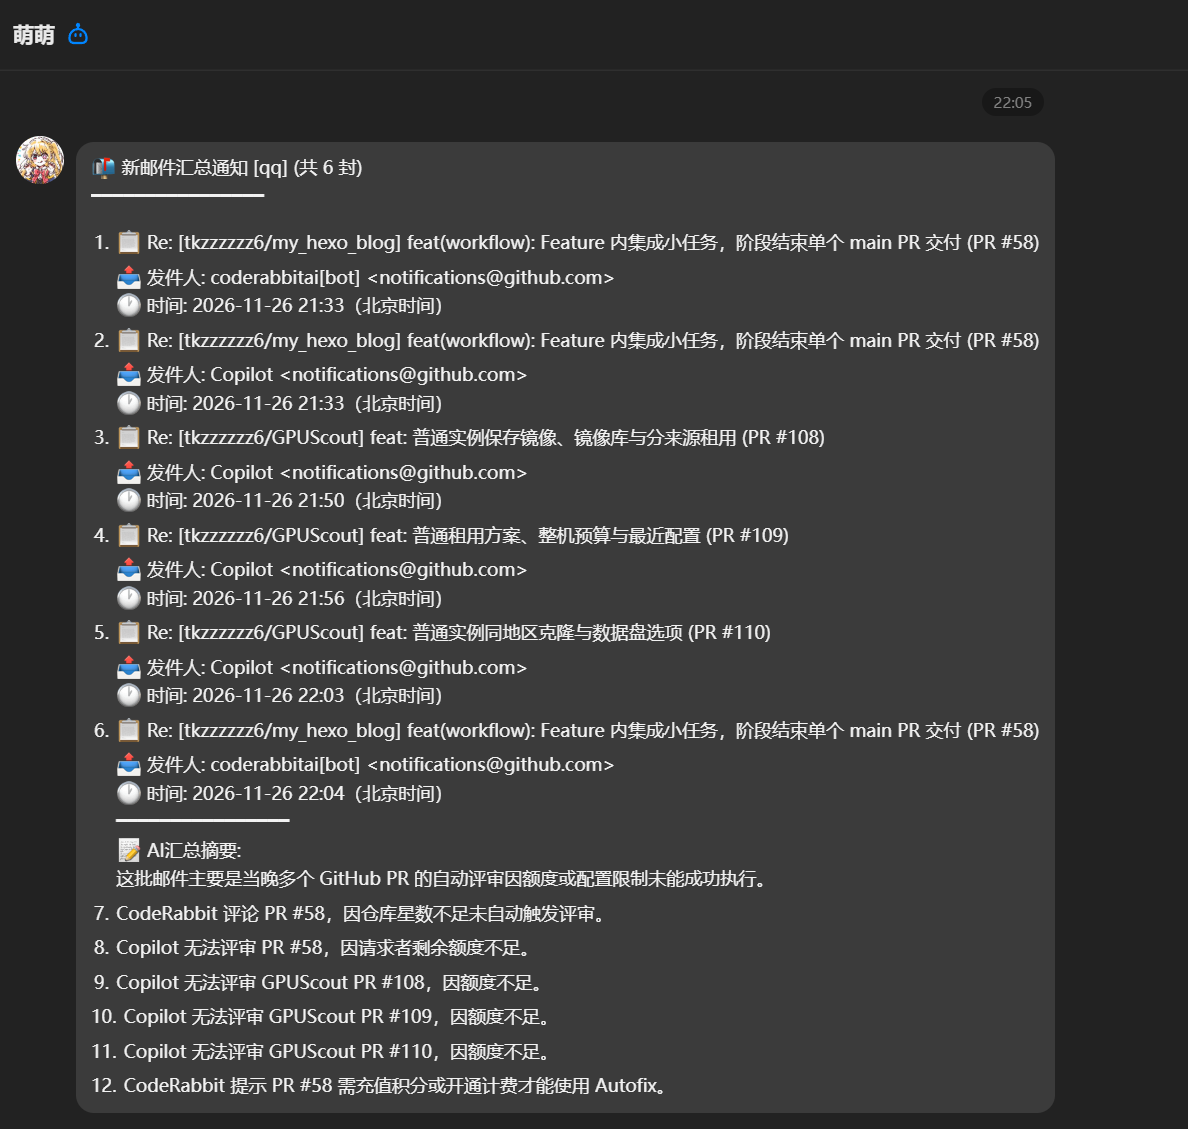 萌萌
22:05
📬 新邮件汇总通知 [qq] (共 6 封)
1. 📋 Re: [tkzzzzzz6/my_hexo_blog] feat(workflow): Feature 内集成小任务，阶段结束单个 main PR 交付 (PR #58)
📤 发件人: coderabbitai[bot] <notifications@github.com>
🕐 时间: 2026-11-26 21:33（北京时间）
2. 📋 Re: [tkzzzzzz6/my_hexo_blog] feat(workflow): Feature 内集成小任务，阶段结束单个 main PR 交付 (PR #58)
📤 发件人: Copilot <notifications@github.com>
🕐 时间: 2026-11-26 21:33（北京时间）
3. 📋 Re: [tkzzzzzz6/GPUScout] feat: 普通实例保存镜像、镜像库与分来源租用 (PR #108)
📤 发件人: Copilot <notifications@github.com>
🕐 时间: 2026-11-26 21:50（北京时间）
4. 📋 Re: [tkzzzzzz6/GPUScout] feat: 普通租用方案、整机预算与最近配置 (PR #109)
📤 发件人: Copilot <notifications@github.com>
🕐 时间: 2026-11-26 21:56（北京时间）
5. 📋 Re: [tkzzzzzz6/GPUScout] feat: 普通实例同地区克隆与数据盘选项 (PR #110)
📤 发件人: Copilot <notifications@github.com>
🕐 时间: 2026-11-26 22:03（北京时间）
6. 📋 Re: [tkzzzzzz6/my_hexo_blog] feat(workflow): Feature 内集成小任务，阶段结束单个 main PR 交付 (PR #58)
📤 发件人: coderabbitai[bot] <notifications@github.com>
🕐 时间: 2026-11-26 22:04（北京时间）
📝 AI汇总摘要:
这批邮件主要是当晚多个 GitHub PR 的自动评审因额度或配置限制未能成功执行。
7. CodeRabbit 评论 PR #58，因仓库星数不足未自动触发评审。
8. Copilot 无法评审 PR #58，因请求者剩余额度不足。
9. Copilot 无法评审 GPUScout PR #108，因额度不足。
10. Copilot 无法评审 GPUScout PR #109，因额度不足。
11. Copilot 无法评审 GPUScout PR #110，因额度不足。
12. CodeRabbit 提示 PR #58 需充值积分或开通计费才能使用 Autofix。